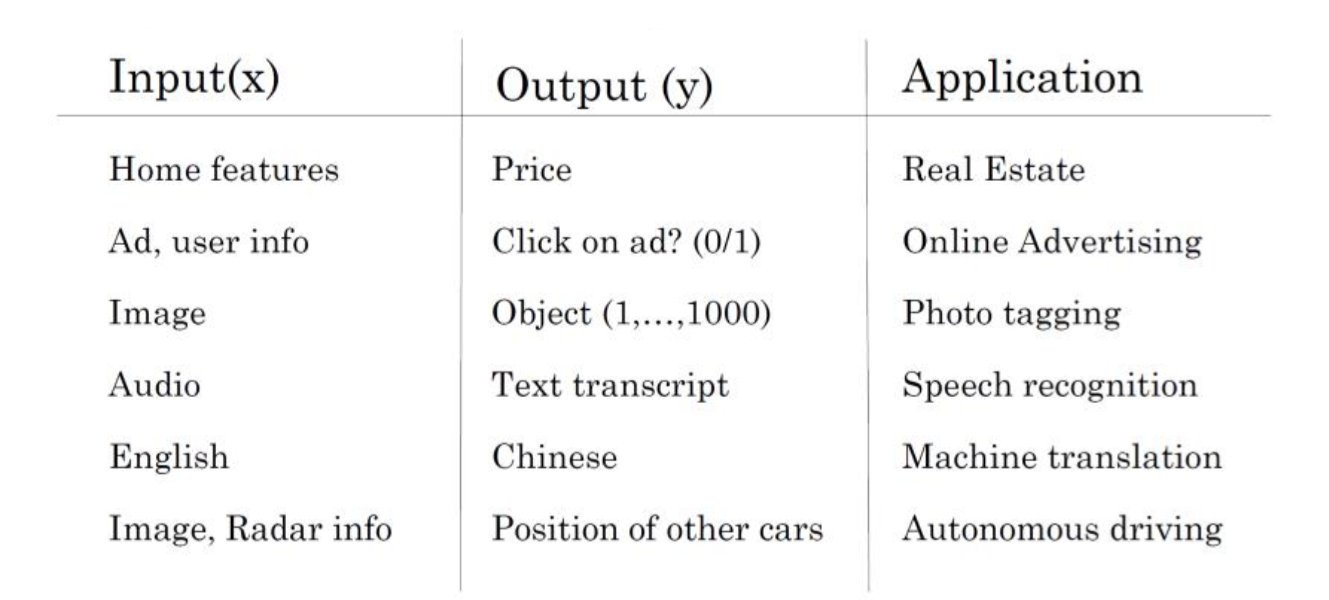 Input(x) Output (y) Application
Home features Price Real Estate
Ad, user info Click on ad? (0/1) Online Advertising
Image Object (1,...,1000) Photo tagging
Audio Text transcript Speech recognition
English Chinese Machine translation
Image, Radar info Position of other cars Autonomous driving